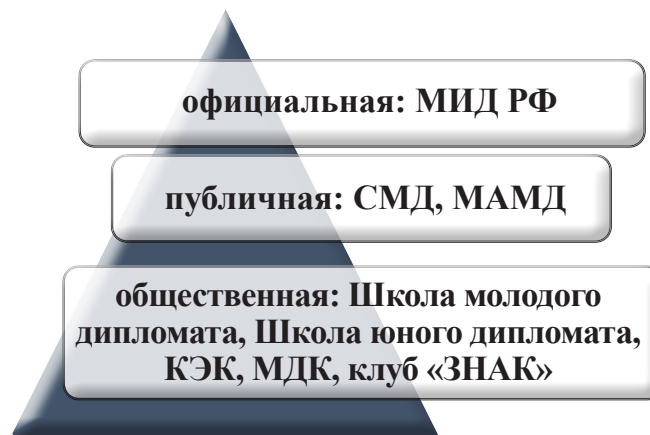 официальная: МИД РФ
публичная: СМД, МАМД
общественная: Школа молодого
дипломата, Школа юного дипломата,
КЭК, МДК, клуб «ЗНАК»